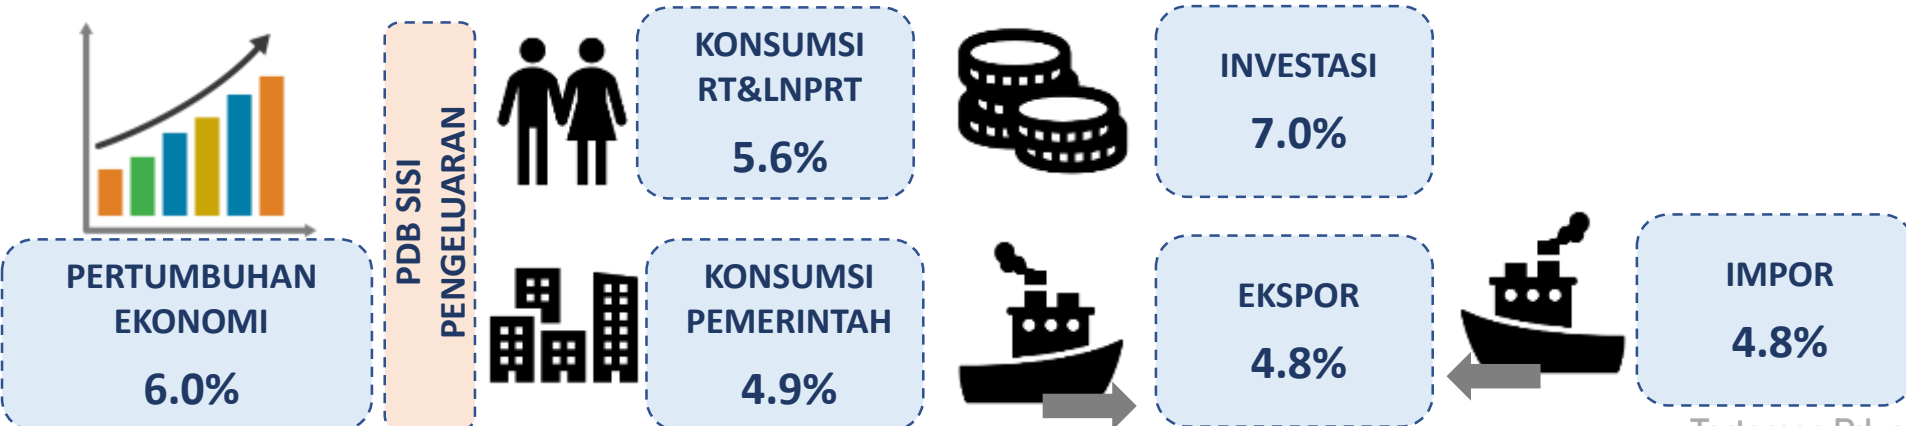 PERTUMBUHAN
EKONOMI
6.0%
PDB SISI
PENGELUARAN
KONSUMSI
RT&LNPRT
5.6%
KONSUMSI
PEMERINTAH
4.9%
INVESTASI
7.0%
EKSPOR
4.8%
IMPOR
4.8%